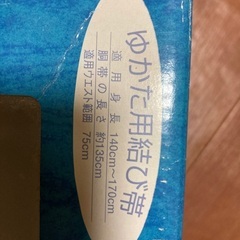 ゆかた用結び帯
適用身長 140cm〜170cm
胴帯の長さ 約135cm
適用ウエスト範囲 75cm